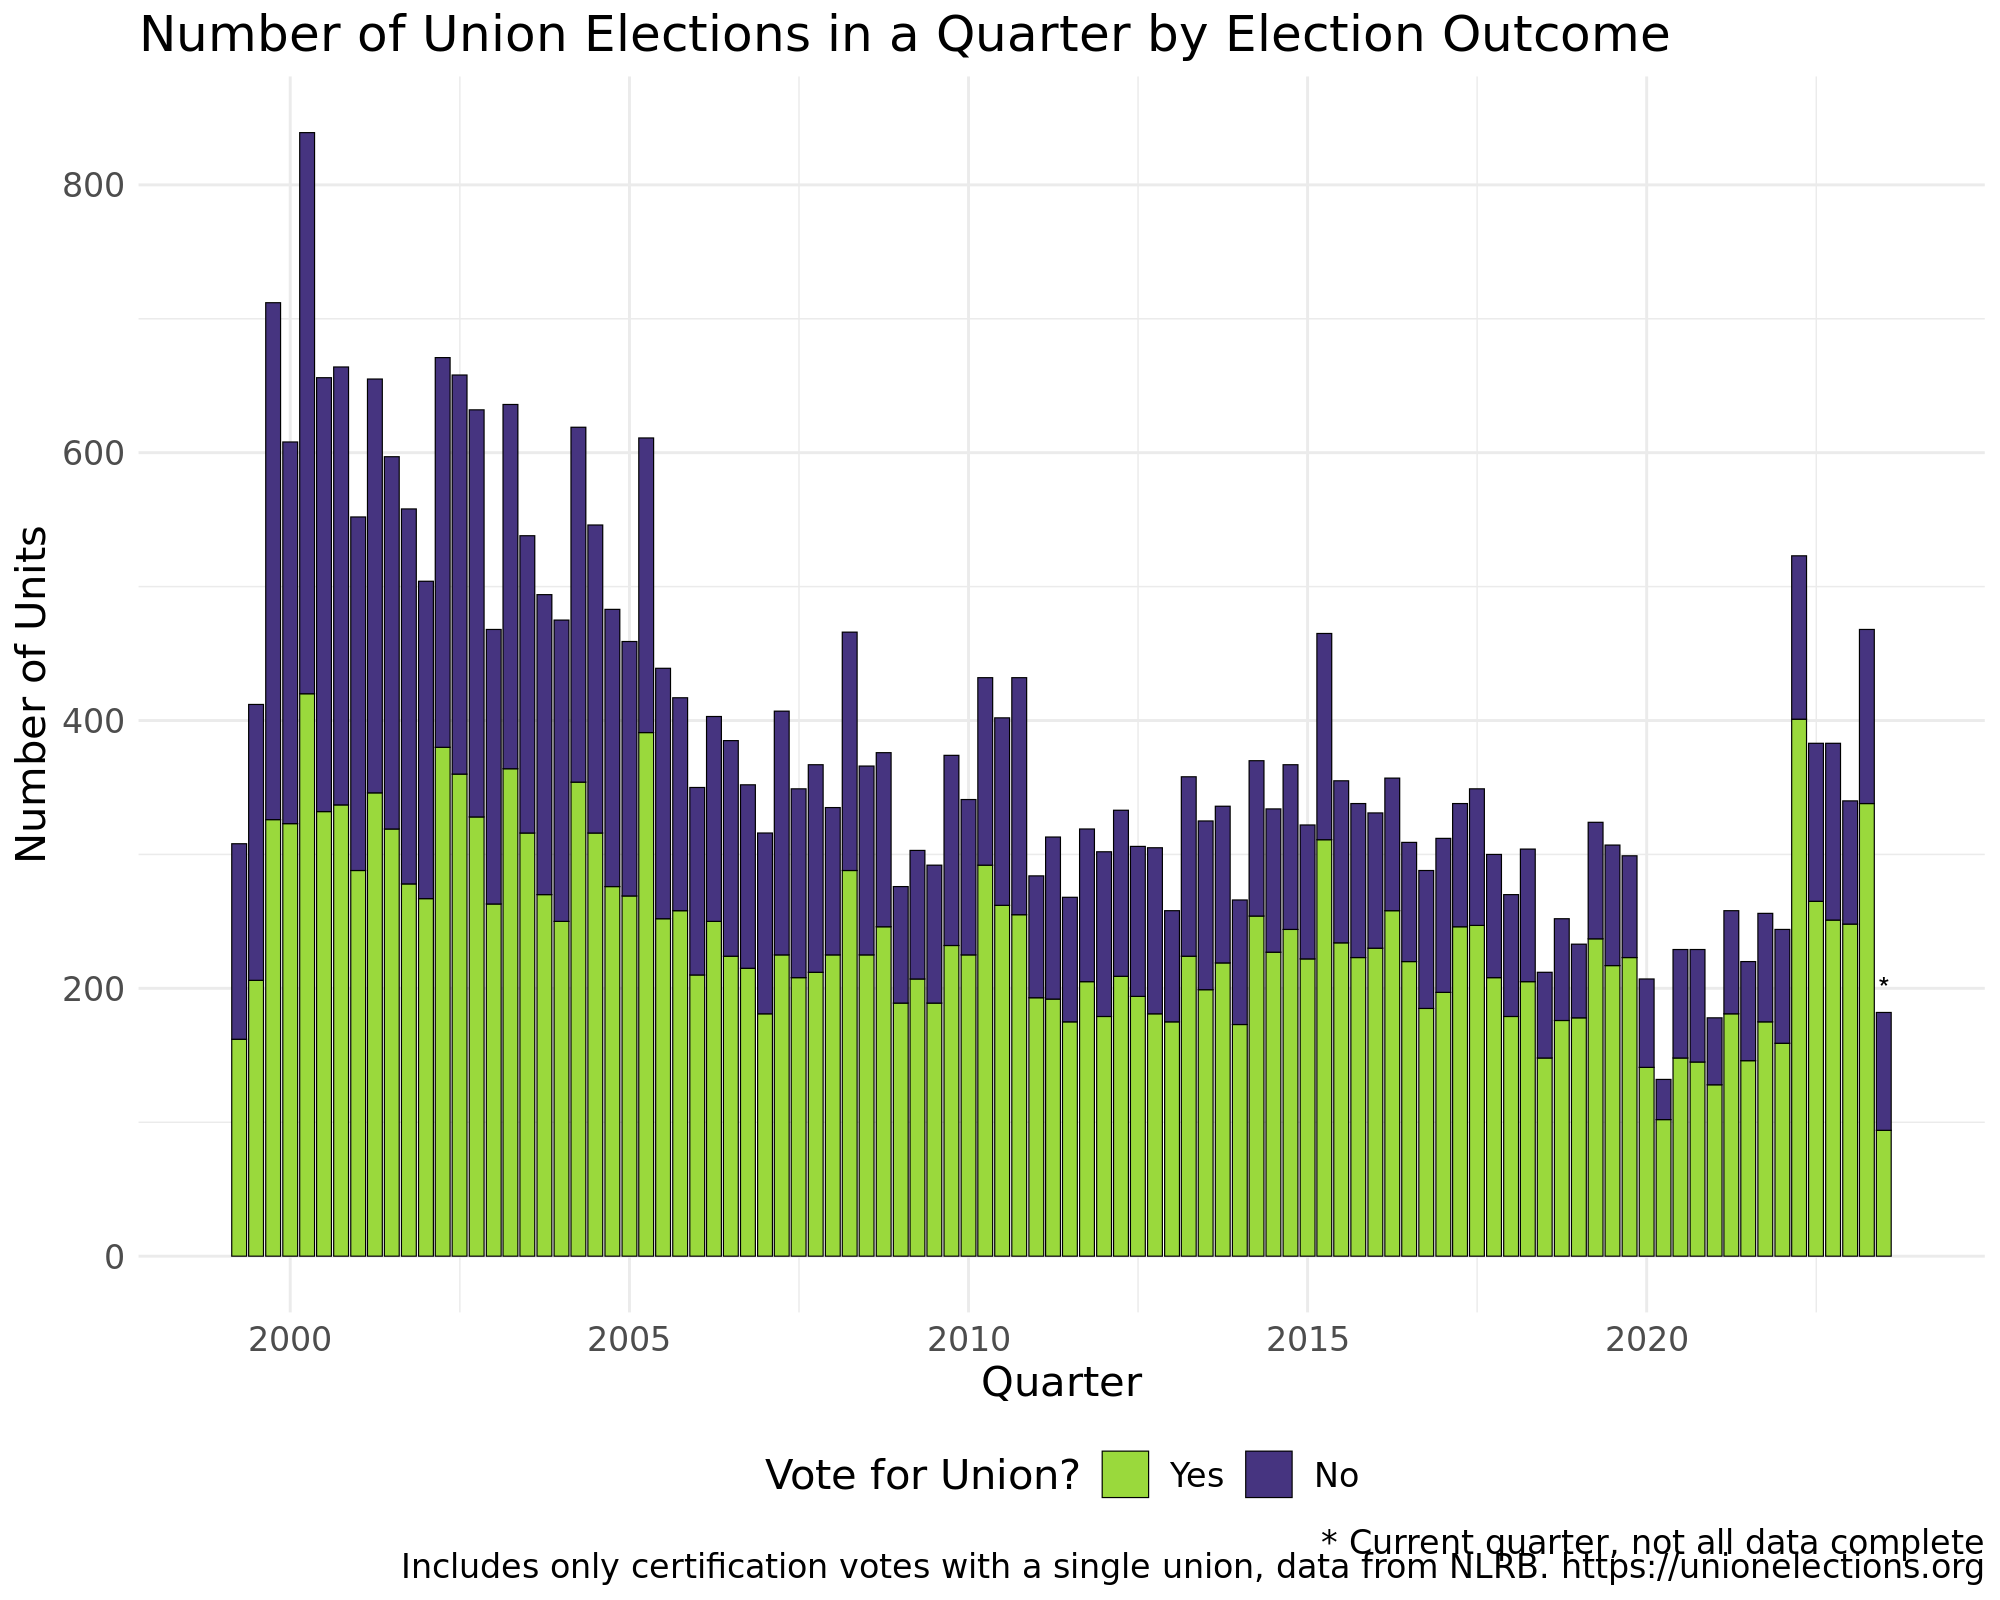 Number of Union Elections in a Quarter by Election Outcome
Number of Units
800
600
400
200
0
*
2000 2005 2010 2015 2020
Quarter
Vote for Union? Yes No
* Current quarter, not all data complete
Includes only certification votes with a single union, data from NLRB. https://unionelections.org